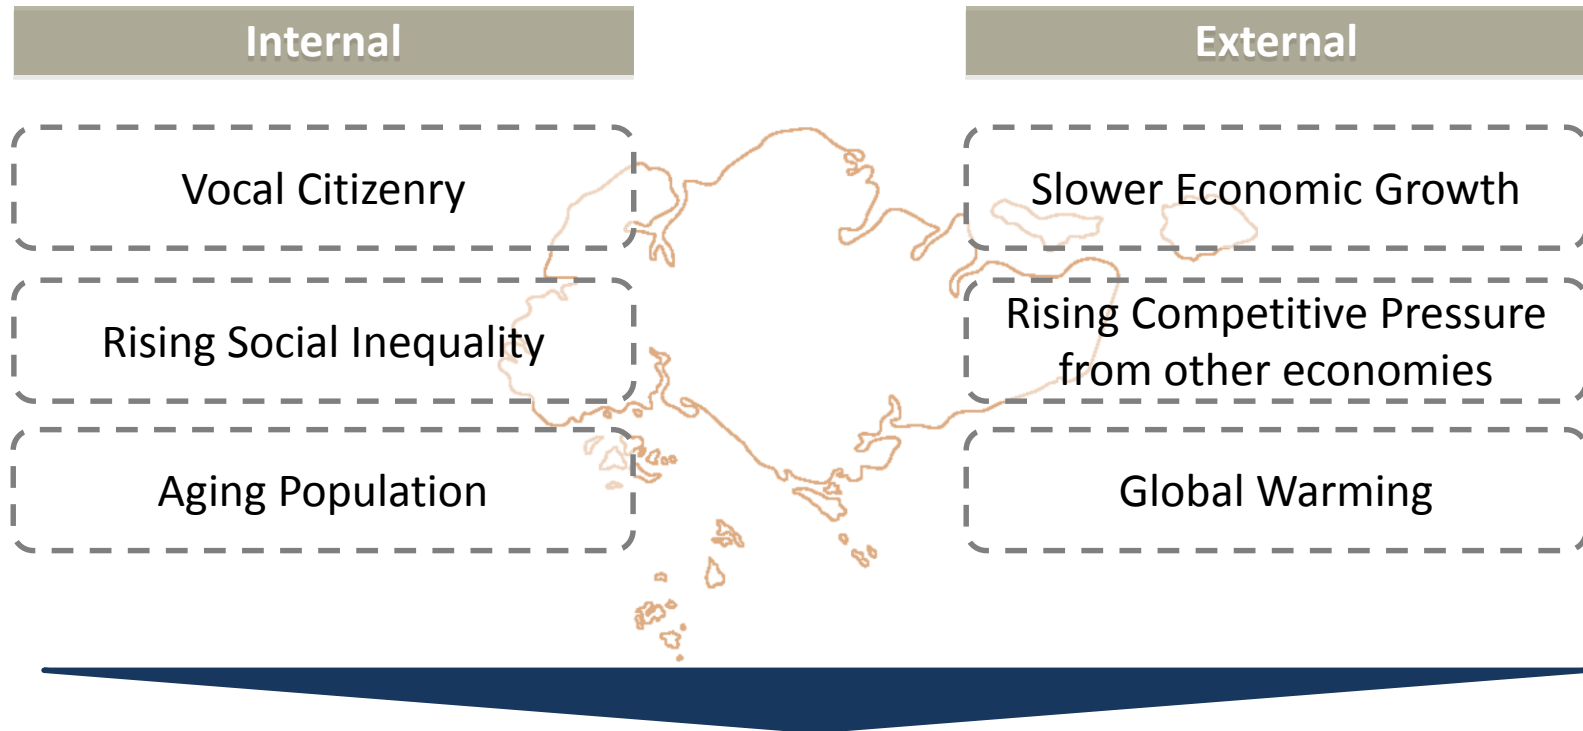 Internal
Vocal Citizenry
Rising Social Inequality
Aging Population
External
Slower Economic Growth
Rising Competitive Pressure
from other economies
Global Warming